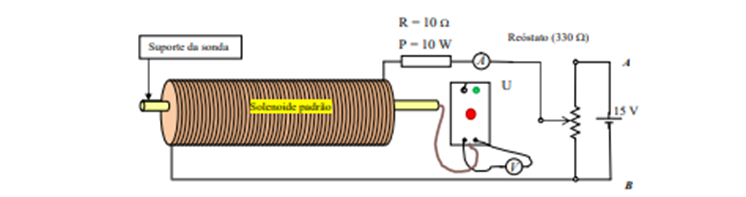 R = 10 Ω
P = 10 W
Reóstato (330 Ω)
Suporte da sonda
A
A
U
Solenoide padrão
15 V
V
B